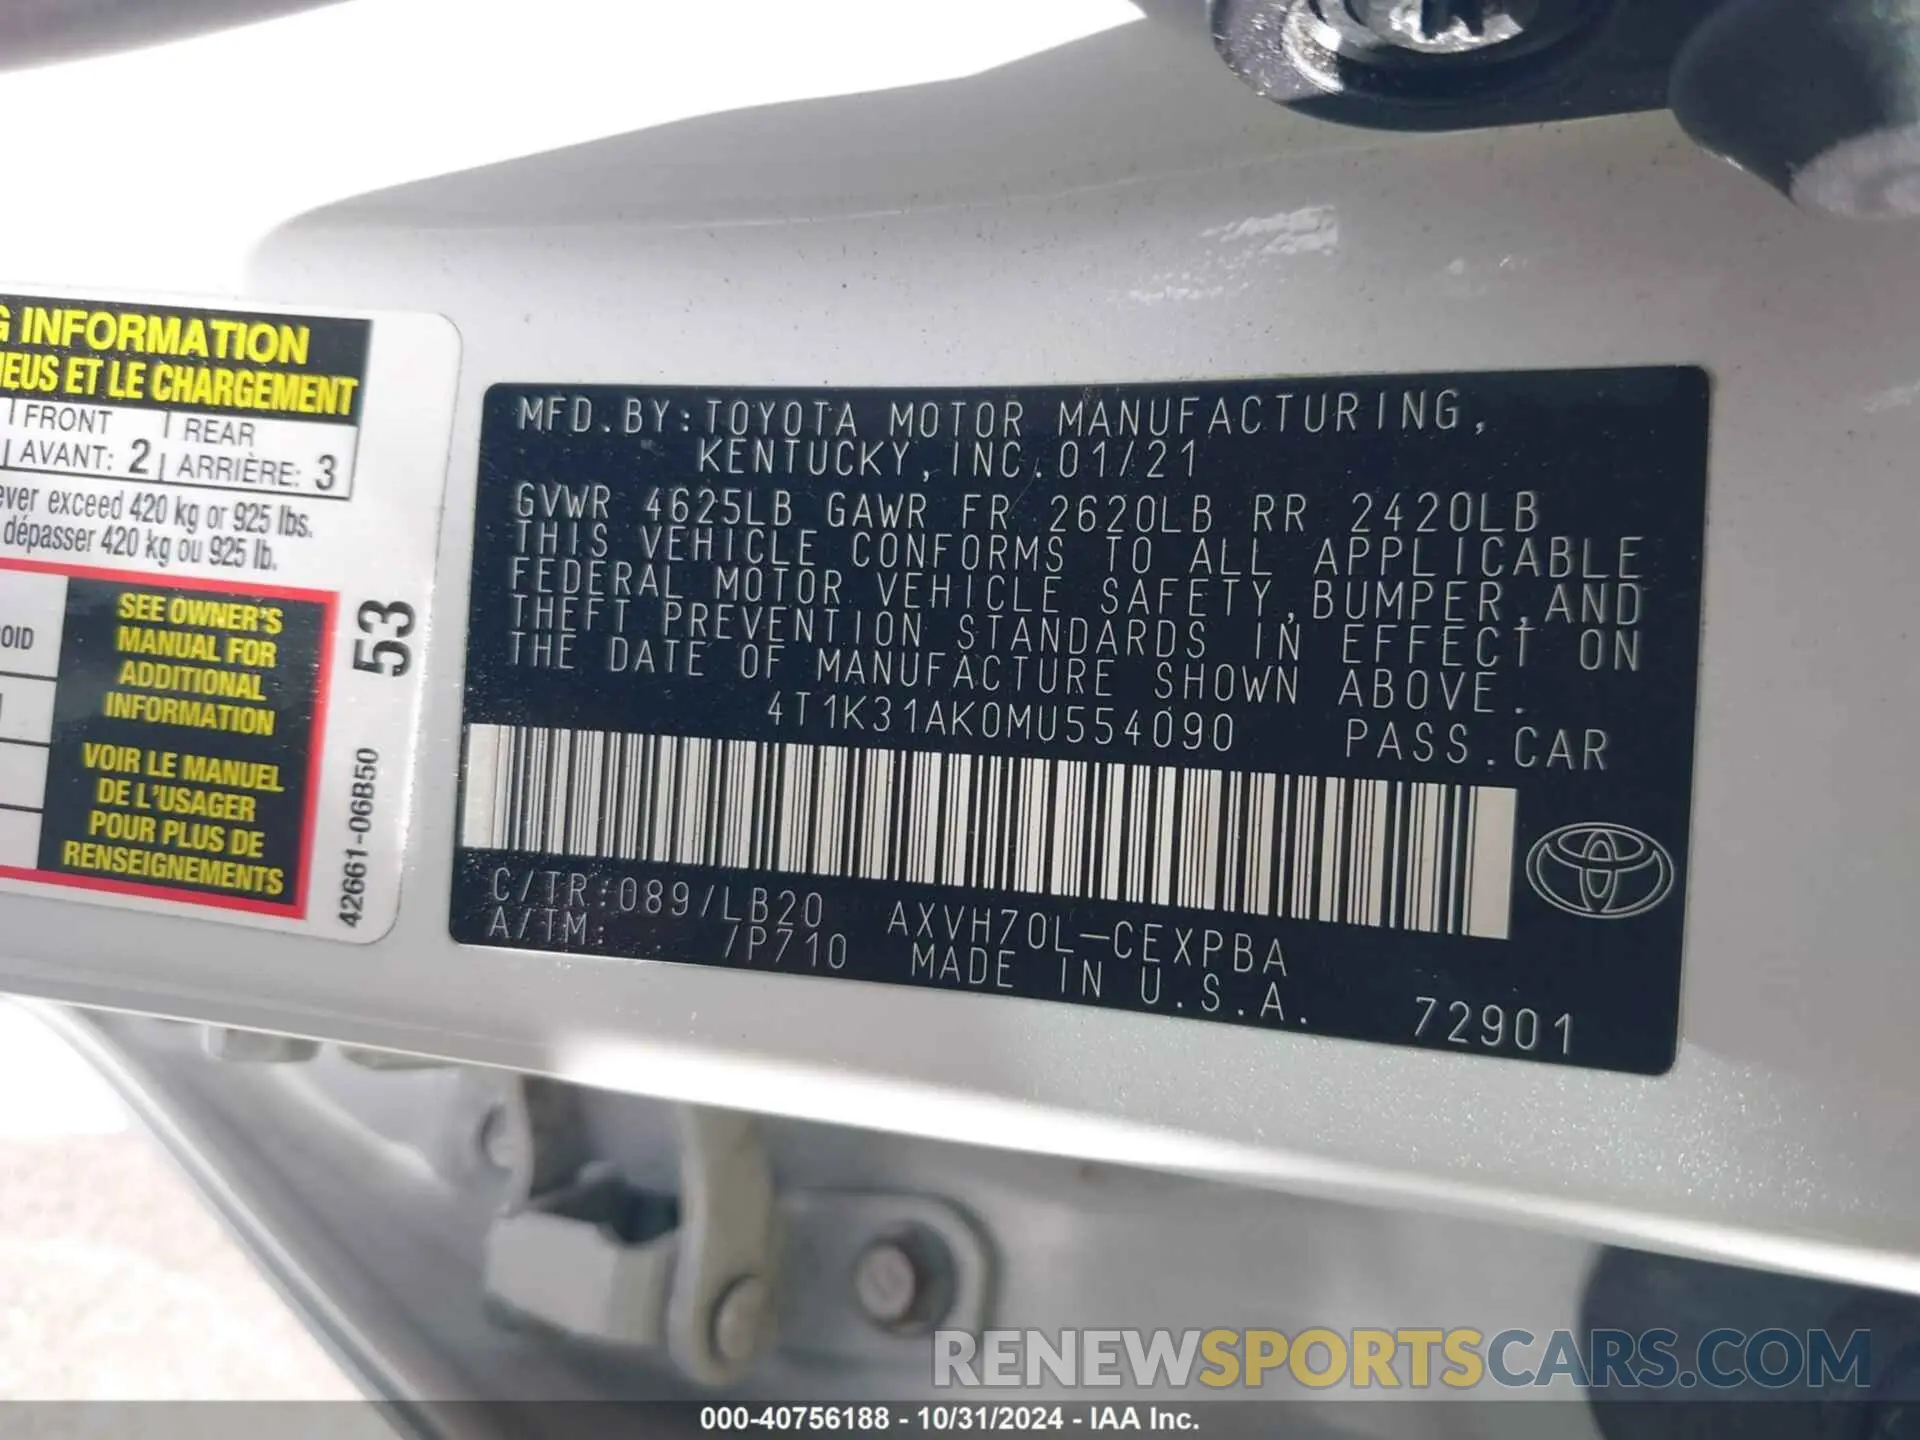 INFORMATION
ET LE CHARGEMENT
FRONT REAR
AVANT: 2 ARRIÈRE: 3
exceed 420 kg or 925 lbs.
dépasser 420 kg ou 925 lb.
SEE OWNER'S
MANUAL FOR
ADDITIONAL
INFORMATION
VOIR LE MANUEL
DE L'USAGER
POUR PLUS DE
RENSEIGNEMENTS
53
42661-06B50
MFD.BY:TOYOTA MOTOR MANUFACTURING,
KENTUCKY,INC.01/21
GVWR 4625LB GAWR FR 2620LB RR 2420LB
THIS VEHICLE CONFORMS TO ALL APPLICABLE
FEDERAL MOTOR VEHICLE SAFETY,BUMPER,AND
THEFT PREVENTION STANDARDS IN EFFECT ON
THE DATE OF MANUFACTURE SHOWN ABOVE.
4T1K31AK0MU554090 PASS.CAR
C/TR:089/LB20 AXVH70L-CEXPBA
A/TM: /P710 MADE IN U.S.A.
72901
RENEWSPORTSCARS.COM
000-40756188 - 10/31/2024 - IAA Inc.